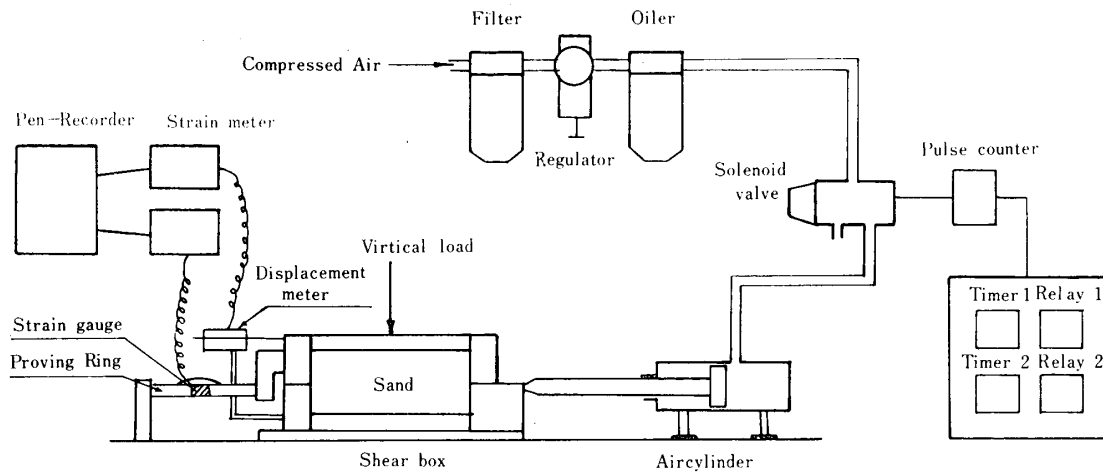 Filter
Oiler
Compressed Air
Pen-Recorder
Strain meter
Regulator
Pulse counter
Solenoid
valve
Virtical load
Displacement
meter
Timer 1 Relay 1
Strain gauge
Proving Ring
Sand
Timer 2 Relay 2
Shear box
Aircylinder